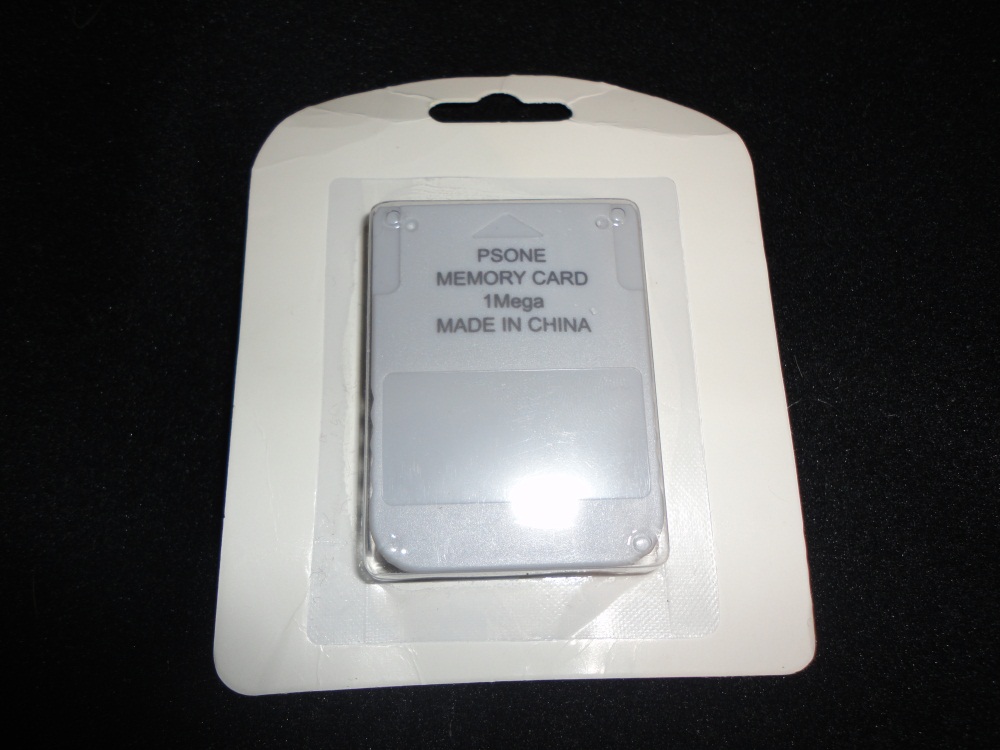 PSONE
MEMORY CARD
1Mega
MADE IN CHINA